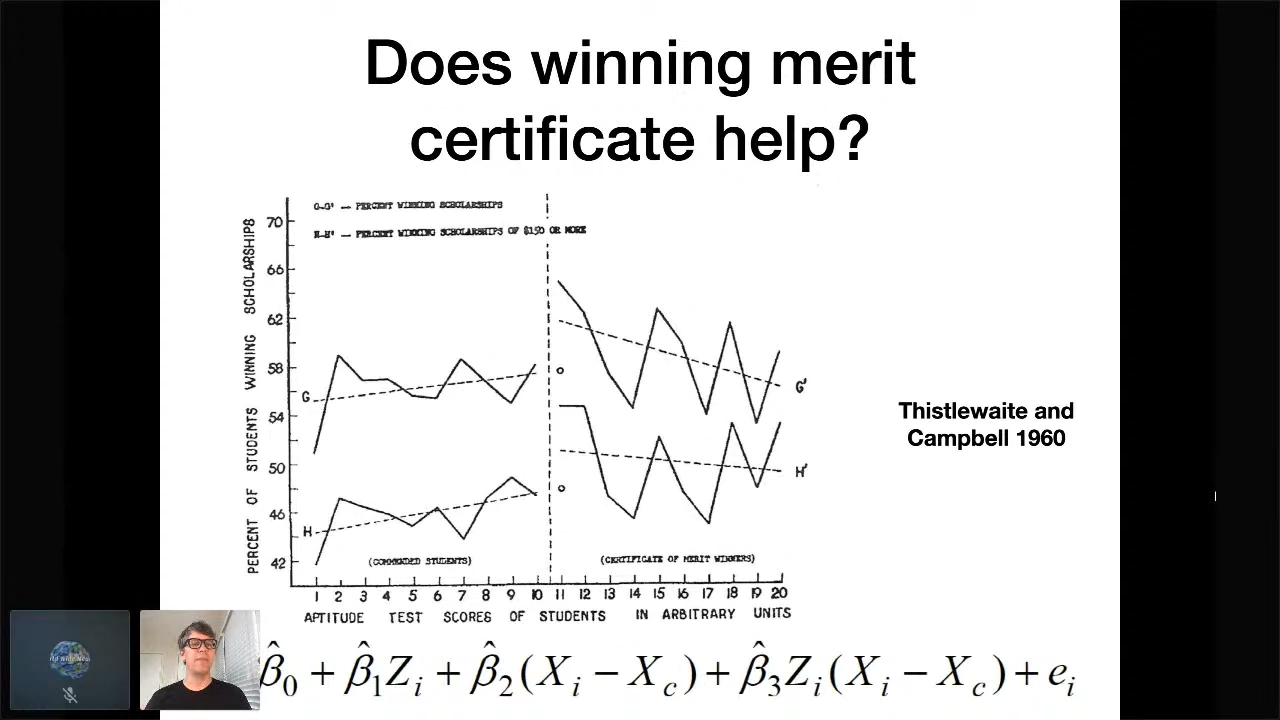 Does winning merit
certificate help?
G-G' — PERCENT WINNING SCHOLARSHIPS
H-H' — PERCENT WINNING SCHOLARSHIPS OF $150 OR MORE
PERCENT OF STUDENTS WINNING SCHOLARSHIPS
70
66
62
58
54
50
46
42
G
G'
H
H'
Thistlewaite and
Campbell 1960
(COMMENDED STUDENTS)
(CERTIFICATE OF MERIT WINNERS)
1 2 3 4 5 6 7 8 9 10 11 12 13 14 15 16 17 18 19 20
APTITUDE TEST SCORES OF STUDENTS IN ARBITRARY UNITS
β̂₀ + β̂₁Zᵢ + β̂₂(Xᵢ − X_c) + β̂₃Zᵢ(Xᵢ − X_c) + eᵢ